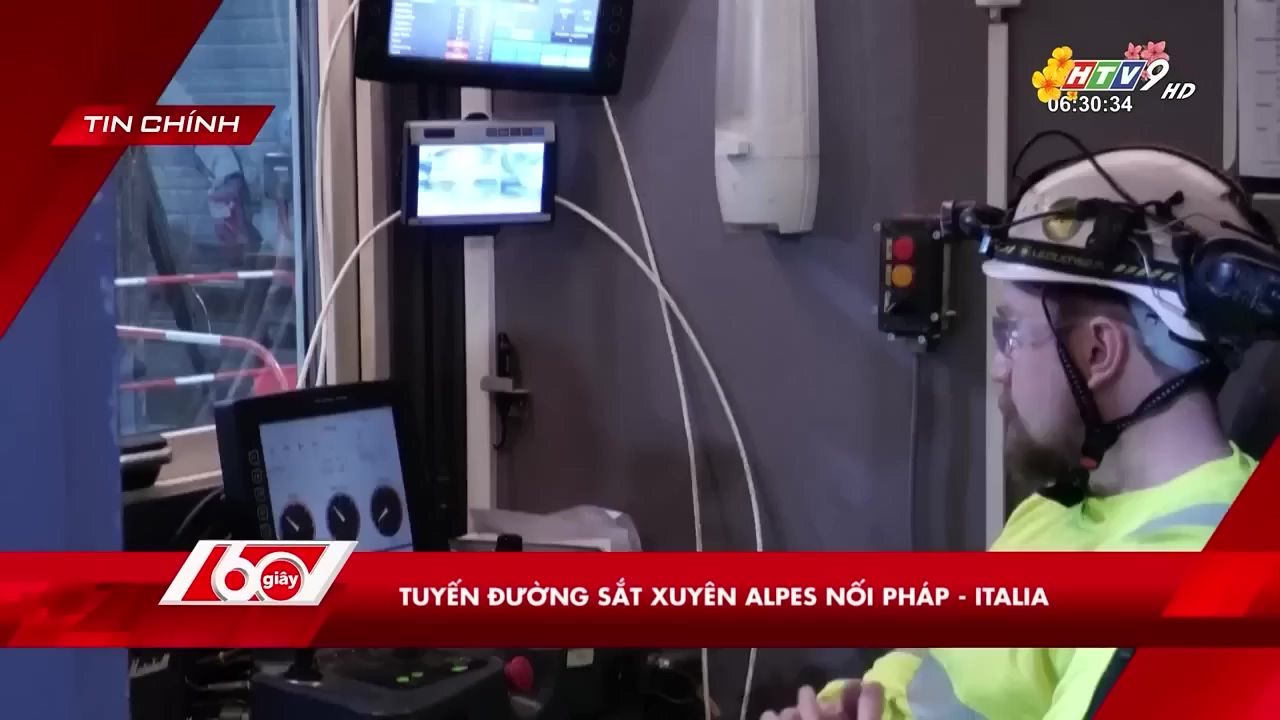 HTV9 HD
06:30:34
TIN CHÍNH
60 giây
TUYẾN ĐƯỜNG SẮT XUYÊN ALPES NỐI PHÁP - ITALIA